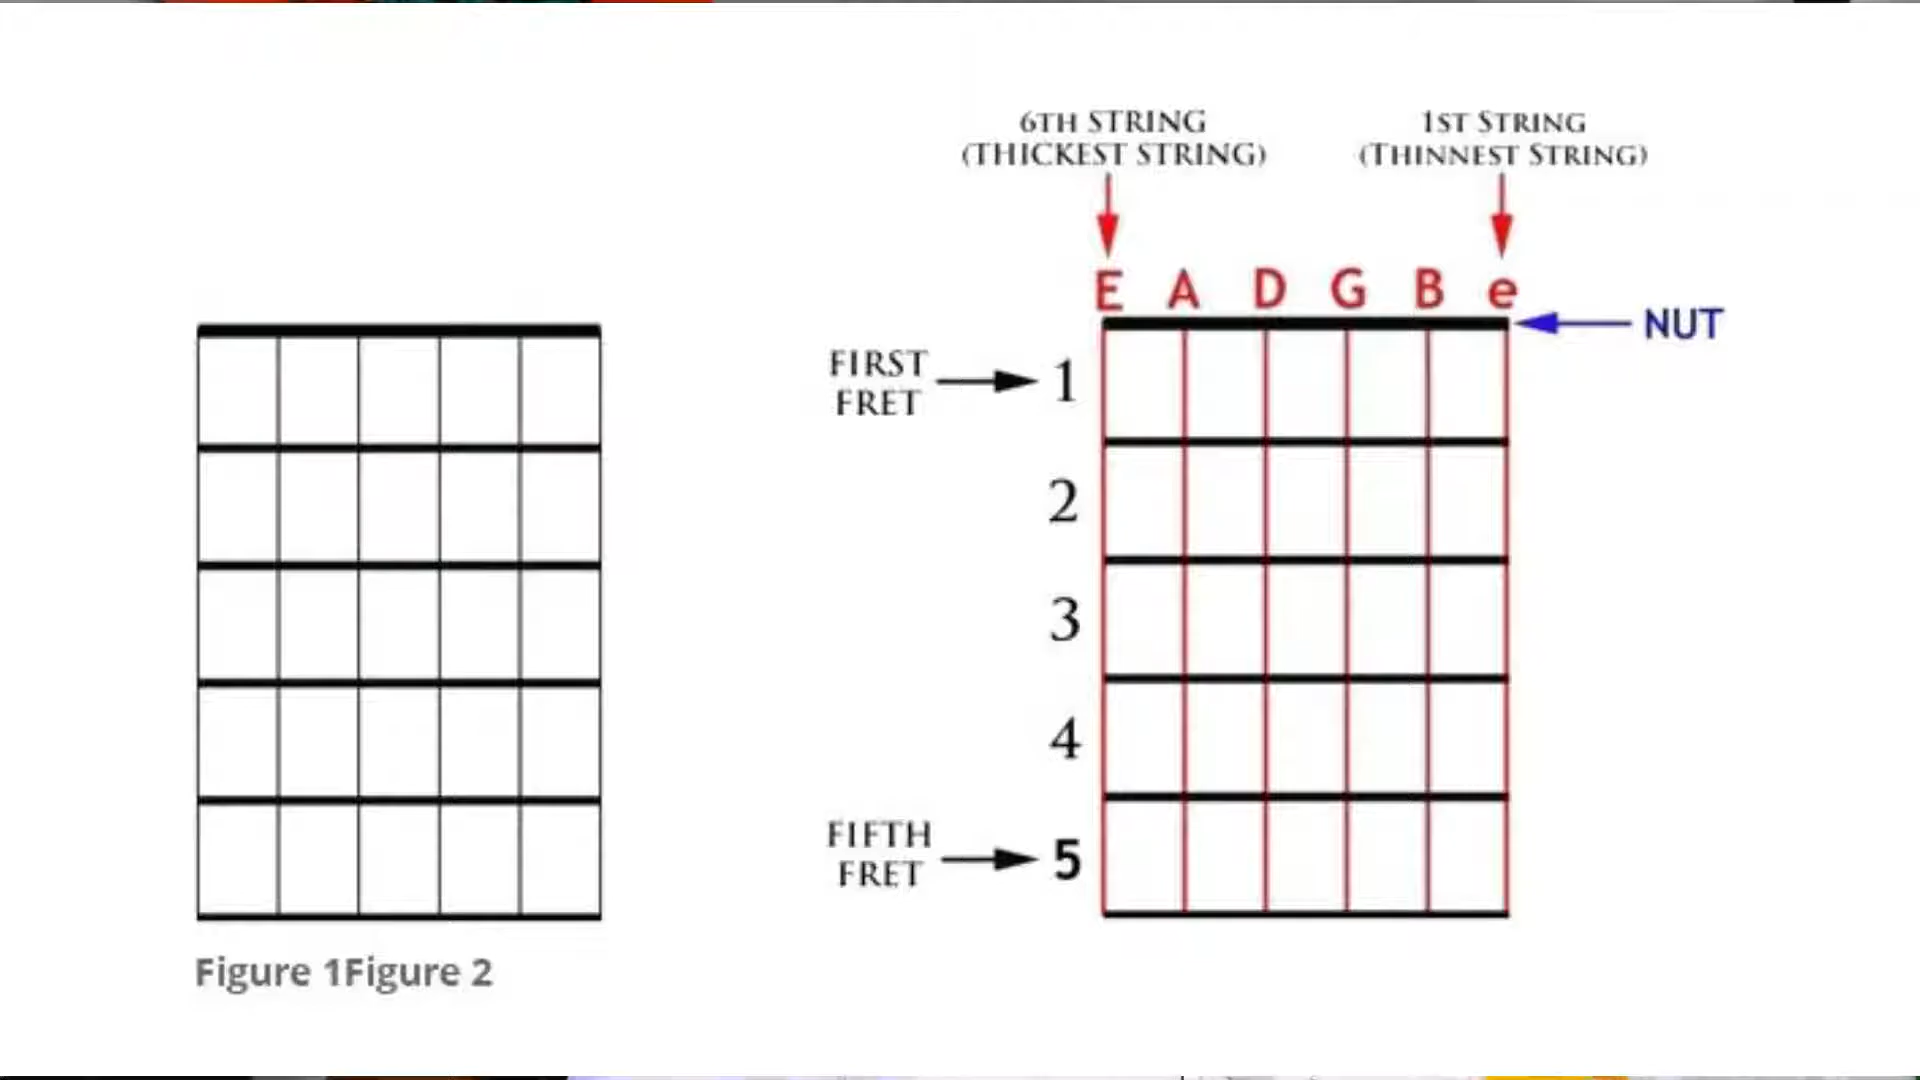 6TH STRING
(THICKEST STRING)
1ST STRING
(THINNEST STRING)
E A D G B e
NUT
FIRST
FRET
1
2
3
4
FIFTH
FRET
5
Figure 1Figure 2